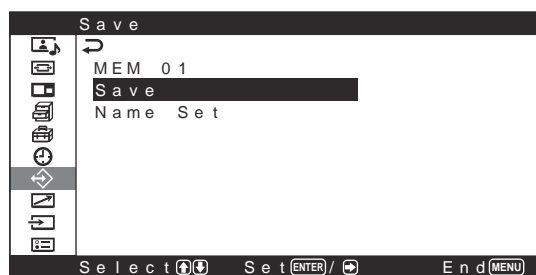 Save
MEM 01
Save
Name Set
Select Set ENTER / End MENU